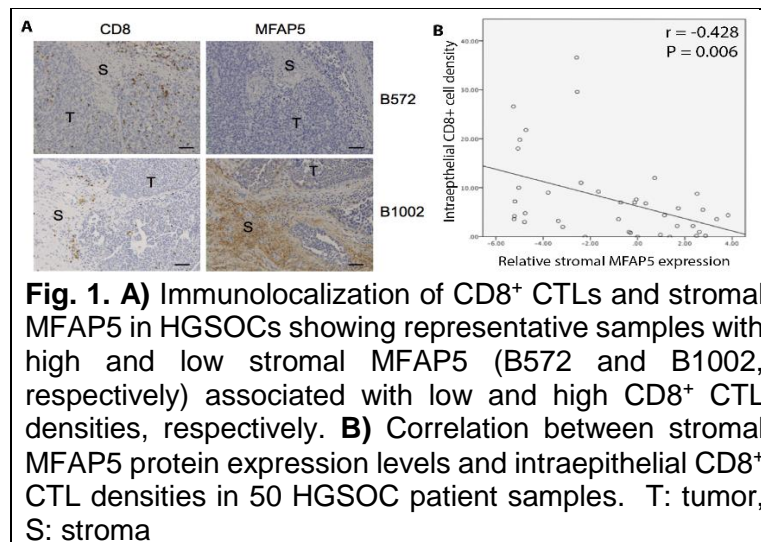 A
CD8
MFAP5
S
T
S
T
B572
T
S
T
S
B1002
B
r = -0.428
P = 0.006
Intraepithelial CD8+ cell density
40.00
30.00
20.00
10.00
.00
-6.00 -4.00 -2.00 .00 2.00 4.00
Relative stromal MFAP5 expression
Fig. 1. A) Immunolocalization of CD8+ CTLs and stromal
MFAP5 in HGSOCs showing representative samples with
high and low stromal MFAP5 (B572 and B1002,
respectively) associated with low and high CD8+ CTL
densities, respectively. B) Correlation between stromal
MFAP5 protein expression levels and intraepithelial CD8+
CTL densities in 50 HGSOC patient samples. T: tumor,
S: stroma